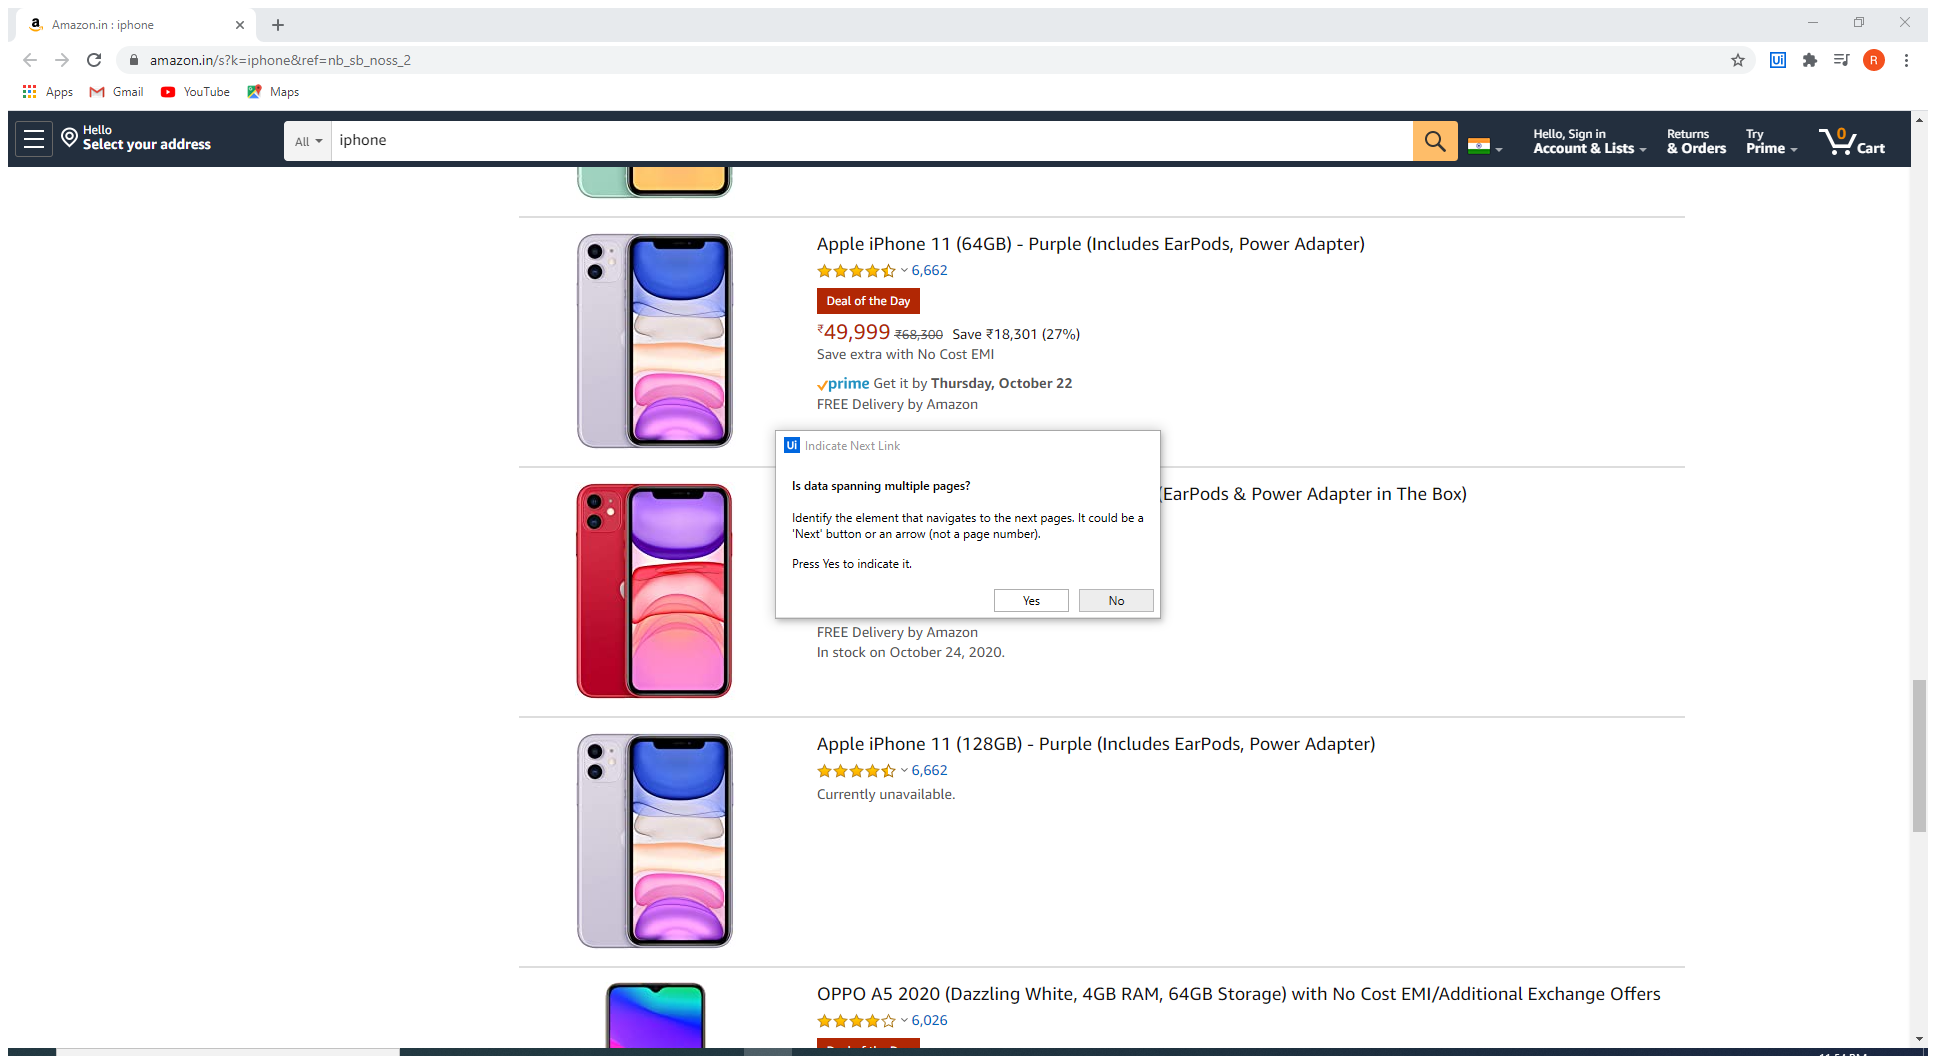 Amazon.in : iphone
amazon.in/s?k=iphone&ref=nb_sb_noss_2
Ui
R
Apps
Gmail
YouTube
Maps
Hello
Select your address
All
iphone
Hello, Sign in
Account & Lists
Returns
& Orders
Try
Prime
0
Cart
Apple iPhone 11 (64GB) - Purple (Includes EarPods, Power Adapter)
6,662
Deal of the Day
₹49,999 ₹68,300 Save ₹18,301 (27%)
Save extra with No Cost EMI
prime Get it by Thursday, October 22
FREE Delivery by Amazon
Ui Indicate Next Link
Is data spanning multiple pages?
Identify the element that navigates to the next pages. It could be a
'Next' button or an arrow (not a page number).
Press Yes to indicate it.
Yes
No
(EarPods & Power Adapter in The Box)
FREE Delivery by Amazon
In stock on October 24, 2020.
Apple iPhone 11 (128GB) - Purple (Includes EarPods, Power Adapter)
6,662
Currently unavailable.
OPPO A5 2020 (Dazzling White, 4GB RAM, 64GB Storage) with No Cost EMI/Additional Exchange Offers
6,026